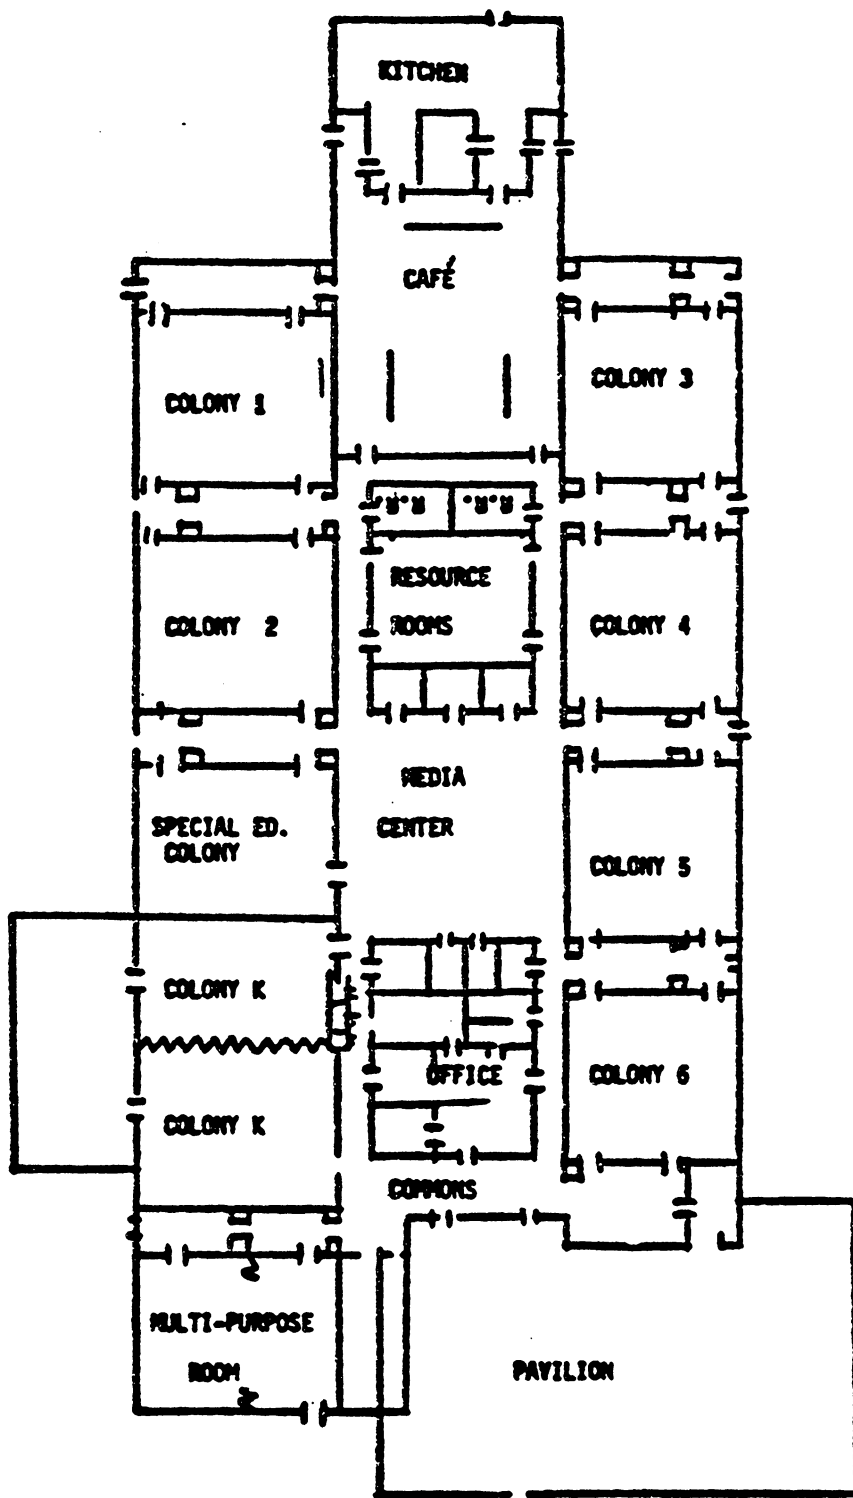 KITCHEN
CAFÉ
COLONY 1
COLONY 3
R.R.
R.R.
RESOURCE
ROOMS
COLONY 2
COLONY 4
MEDIA
CENTER
SPECIAL ED.
COLONY
COLONY 5
COLONY K
OFFICE
COLONY 6
COLONY K
COMMONS
MULTI-PURPOSE
ROOM
PAVILION